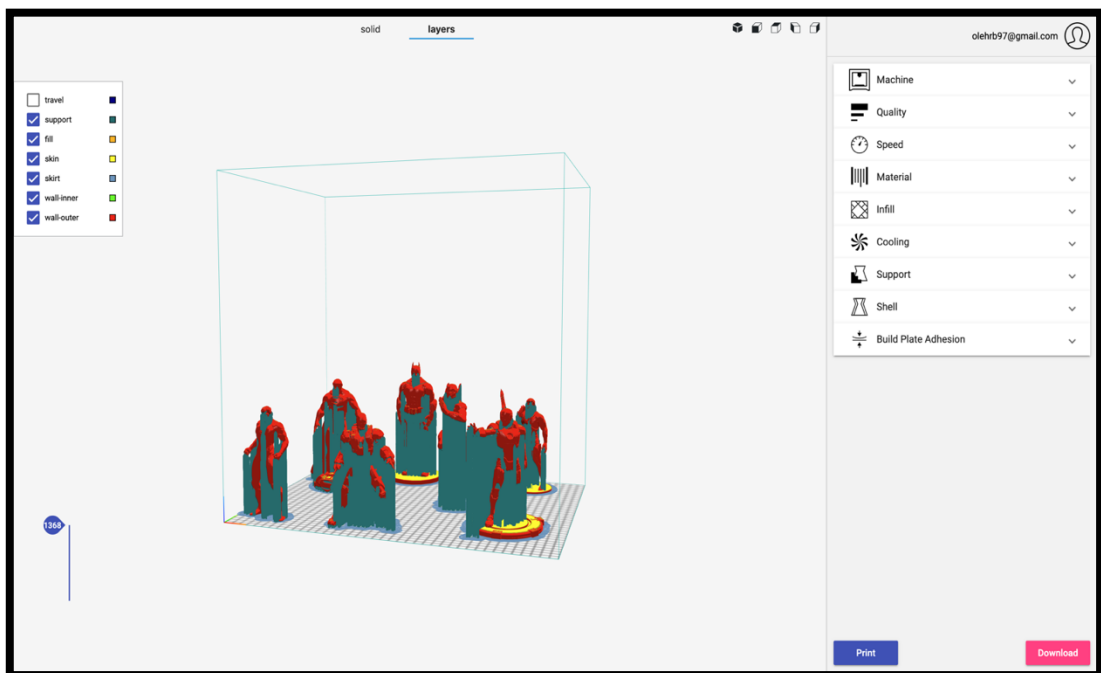 solid layers
olehrb97@gmail.com
travel
support
fill
skin
skirt
wall-inner
wall-outer
Machine
Quality
Speed
Material
Infill
Cooling
Support
Shell
Build Plate Adhesion
1368
Print
Download